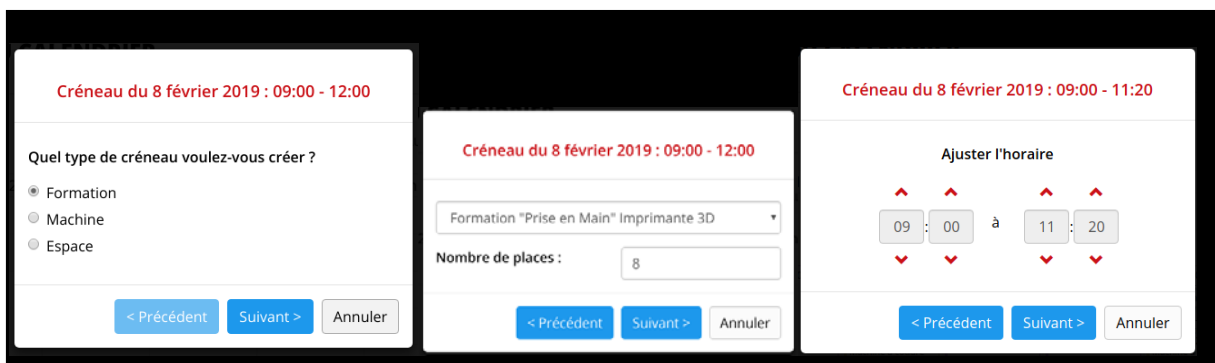 Créneau du 8 février 2019 : 09:00 - 12:00
Quel type de créneau voulez-vous créer ?
Formation
Machine
Espace
< Précédent Suivant > Annuler
Créneau du 8 février 2019 : 09:00 - 12:00
Formation "Prise en Main" Imprimante 3D
Nombre de places : 8
< Précédent Suivant > Annuler
Créneau du 8 février 2019 : 09:00 - 11:20
Ajuster l'horaire
09 : 00 à 11 : 20
< Précédent Suivant > Annuler